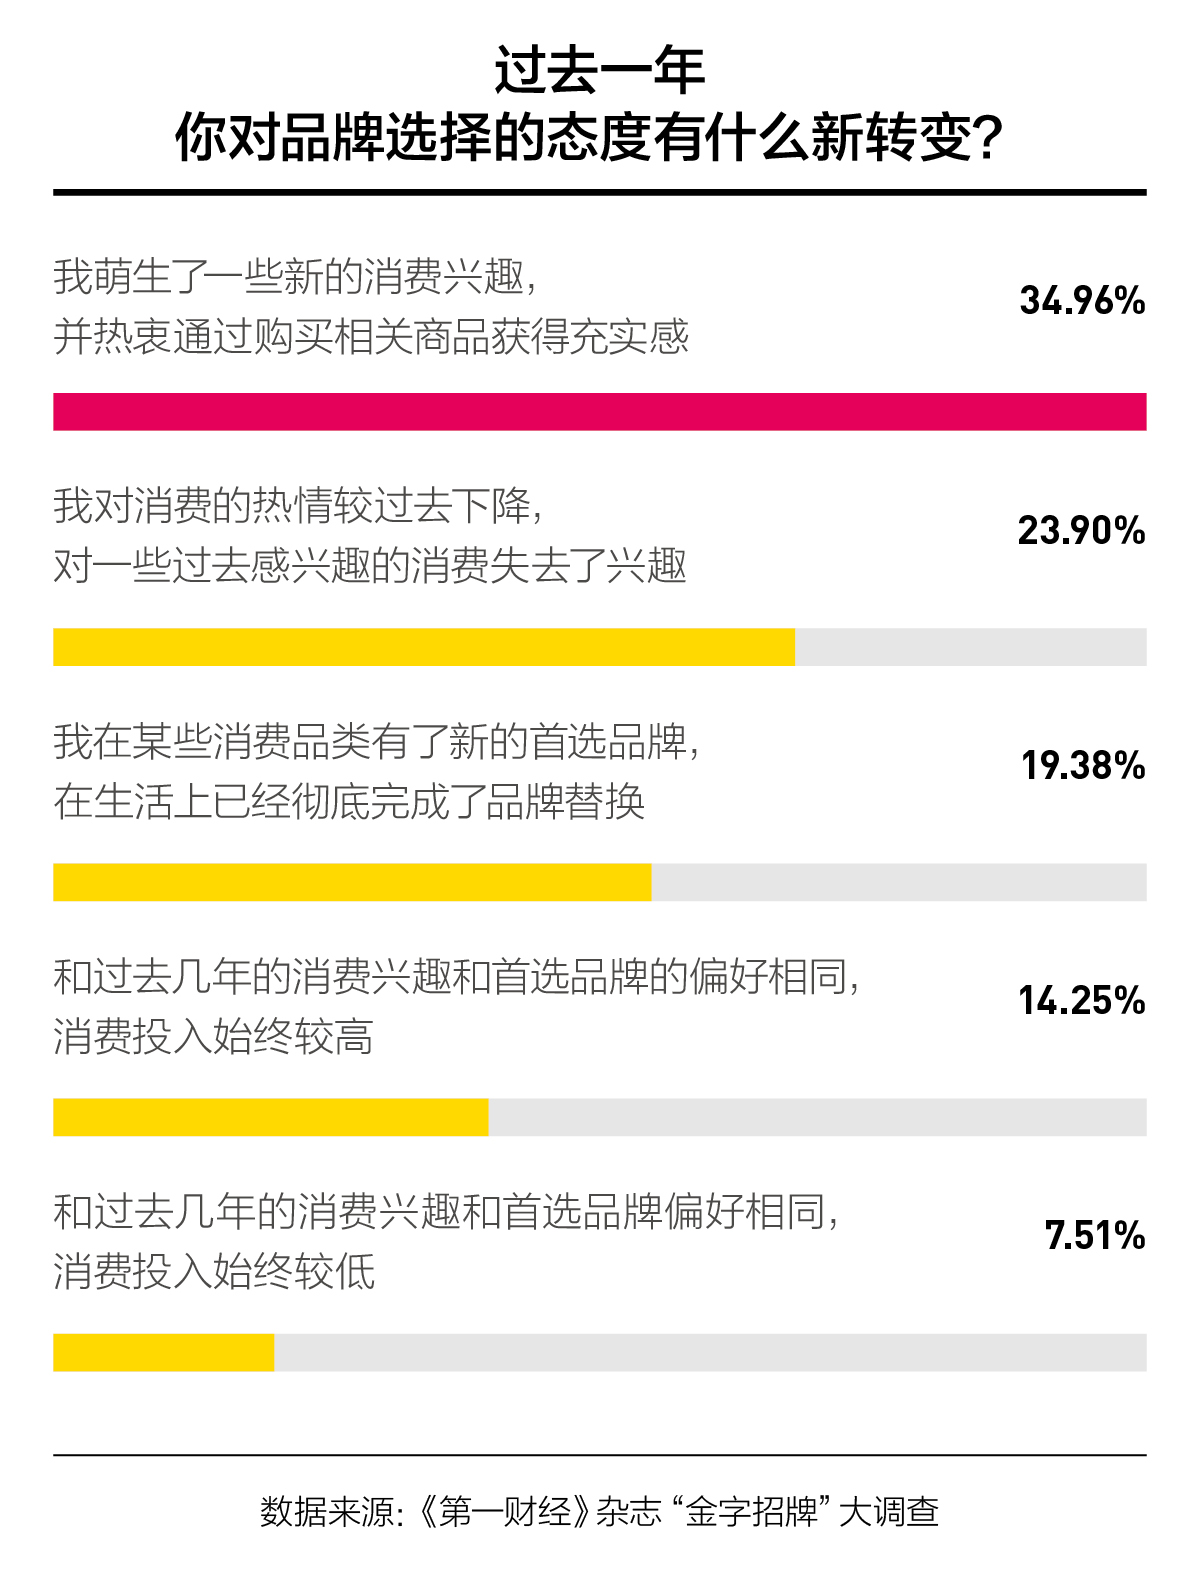 过去一年
你对品牌选择的态度有什么新转变？
我萌生了一些新的消费兴趣，
并热衷通过购买相关商品获得充实感
34.96%
我对消费的热情较过去下降，
对一些过去感兴趣的消费失去了兴趣
23.90%
我在某些消费品类有了新的首选品牌，
在生活上已经彻底完成了品牌替换
19.38%
和过去几年的消费兴趣和首选品牌的偏好相同，
消费投入始终较高
14.25%
和过去几年的消费兴趣和首选品牌偏好相同，
消费投入始终较低
7.51%
数据来源：《第一财经》杂志“金字招牌”大调查